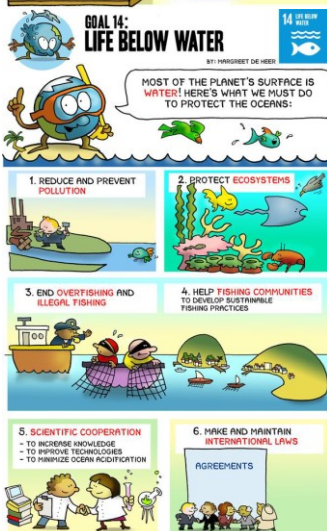 GOAL 14:
LIFE BELOW WATER
BY: MARGREET DE HEER
14 LIFE BELOW
WATER
MOST OF THE PLANET'S SURFACE IS
WATER! HERE'S WHAT WE MUST DO
TO PROTECT THE OCEANS:
1. REDUCE AND PREVENT
POLLUTION
2. PROTECT ECOSYSTEMS
3. END OVERFISHING AND
ILLEGAL FISHING
4. HELP FISHING COMMUNITIES
TO DEVELOP SUSTAINABLE
FISHING PRACTICES
5. SCIENTIFIC COOPERATION
- TO INCREASE KNOWLEDGE
- TO IMPROVE TECHNOLOGIES
- TO MINIMIZE OCEAN ACIDIFICATION
6. MAKE AND MAINTAIN
INTERNATIONAL LAWS
AGREEMENTS